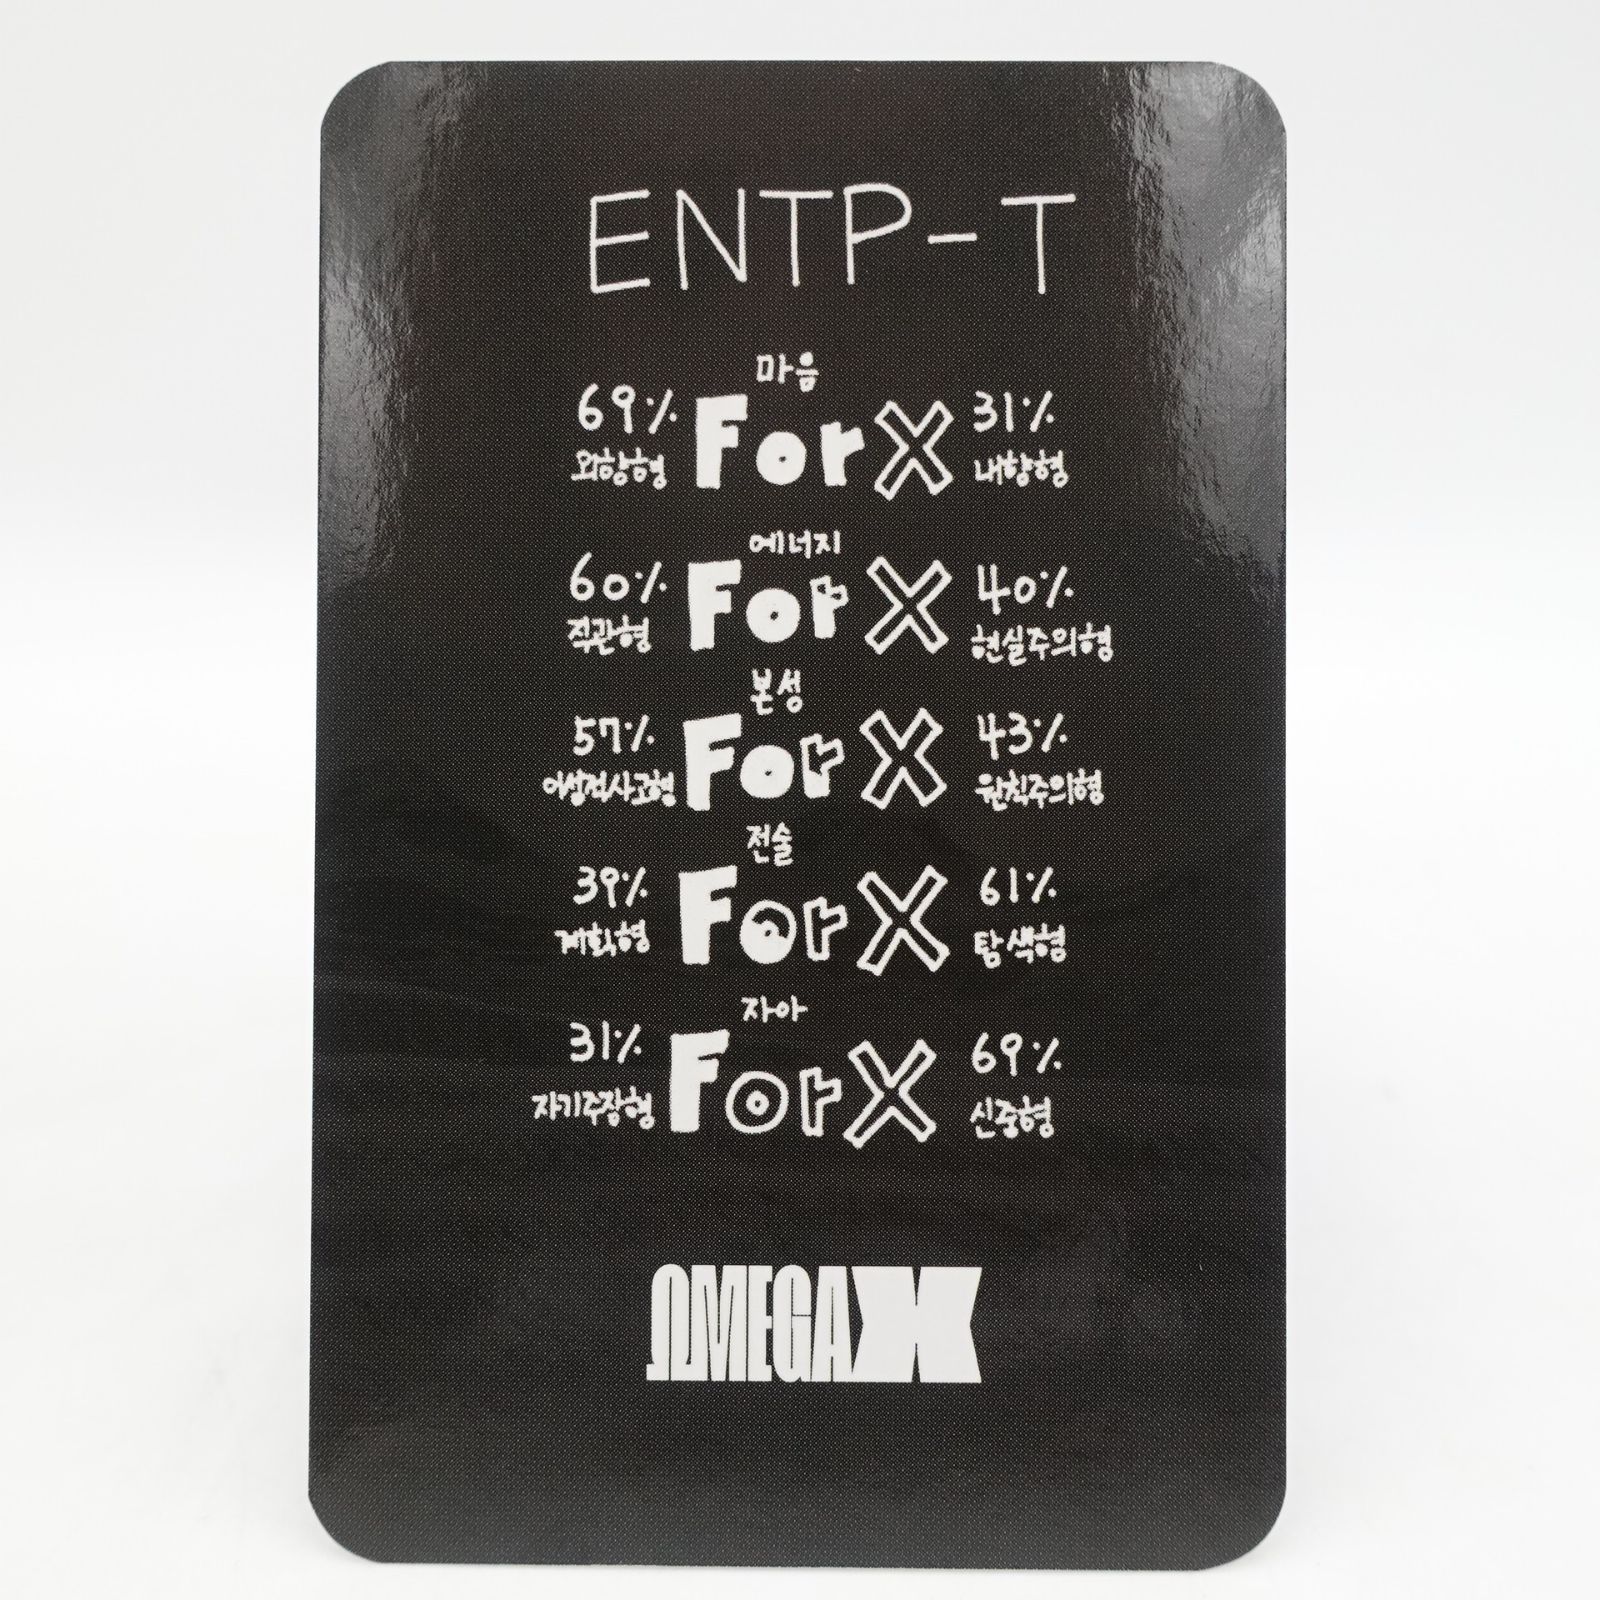 ENTP-T
마음
69% ForX 31%
외향형 내향형
에너지
60% ForX 40%
직관형 현실주의형
본성
57% ForX 43%
이성적사고형 원칙주의형
전술
39% ForX 61%
계획형 탐색형
자아
31% ForX 69%
자기주장형 신중형
OMEGA X